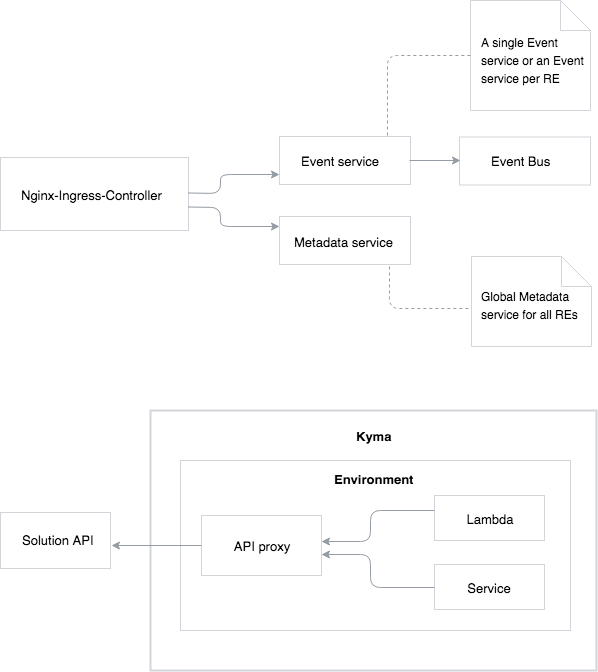 A single Event
service or an Event
service per RE
Event service
Event Bus
Nginx-Ingress-Controller
Metadata service
Global Metadata
service for all REs
Kyma
Environment
Lambda
Solution API
API proxy
Service